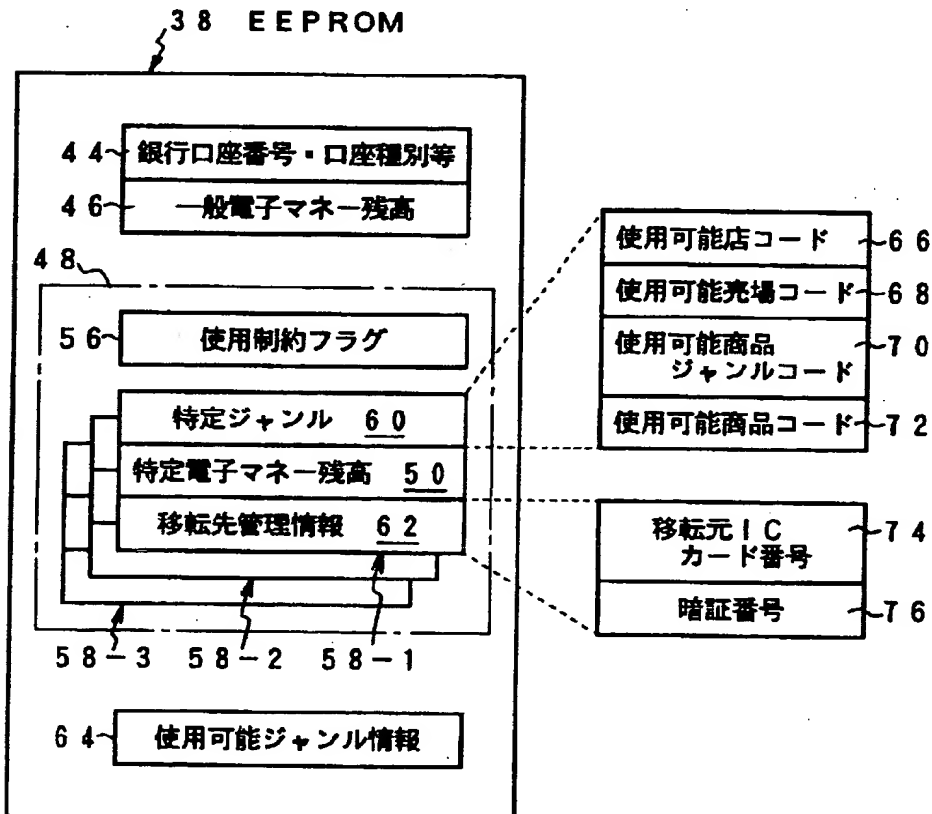 38 EEPROM
44 銀行口座番号・口座種別等
46 一般電子マネー残高
48
56 使用制約フラグ
特定ジャンル 60
特定電子マネー残高 50
移転先管理情報 62
58-3 58-2 58-1
64 使用可能ジャンル情報
使用可能店コード 66
使用可能売場コード 68
使用可能商品 70
ジャンルコード
使用可能商品コード 72
移転元IC 74
カード番号
暗証番号 76